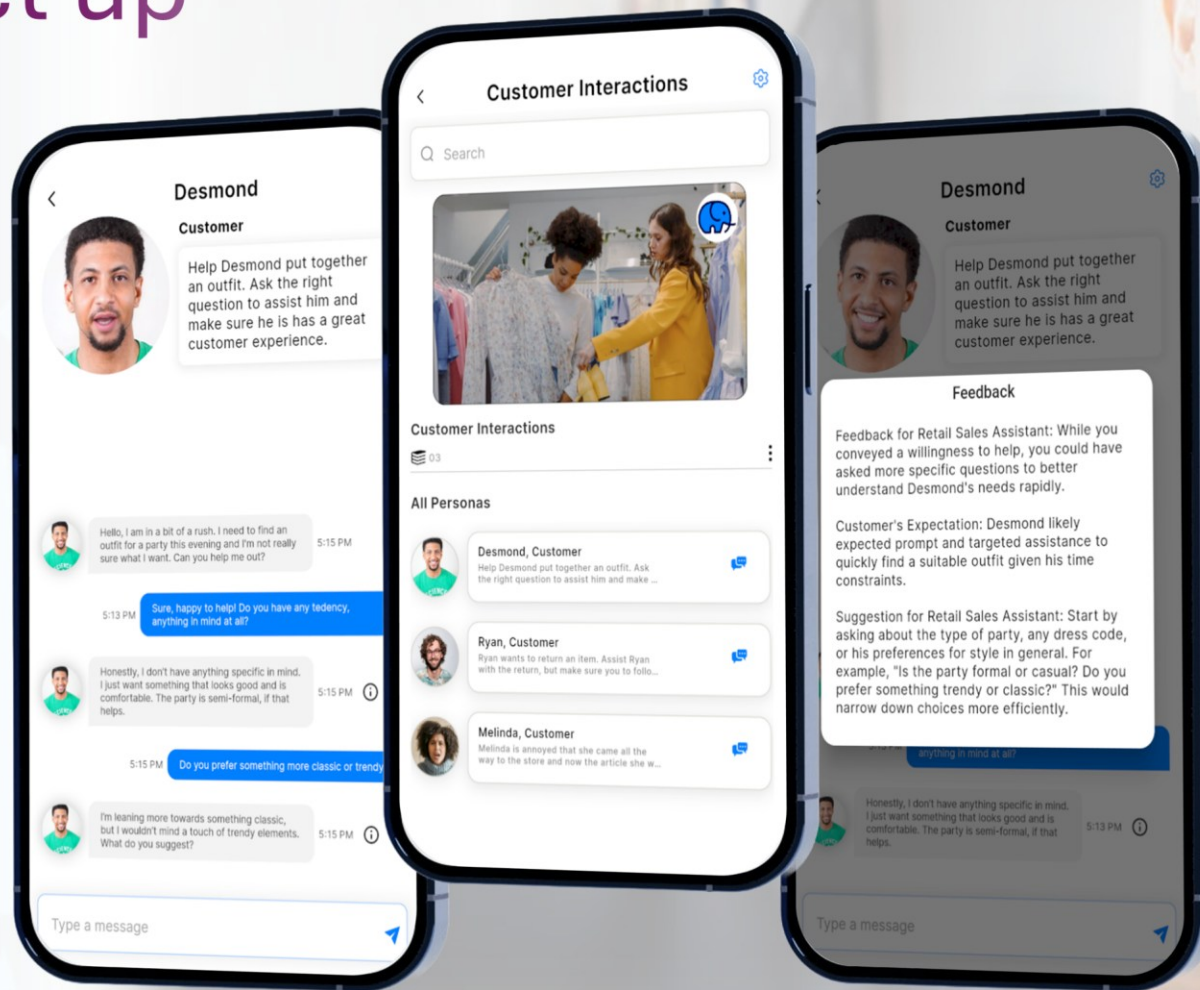 et up
Desmond
Customer
Help Desmond put together
an outfit. Ask the right
question to assist him and
make sure he is has a great
customer experience.
Hello, I am in a bit of a rush. I need to find an
outfit for a party this evening and I'm not really
sure what I want. Can you help me out?
5:15 PM
5:13 PM
Sure, happy to help! Do you have any tedency,
anything in mind at all?
Honestly, I don't have anything specific in mind.
I just want something that looks good and is
comfortable. The party is semi-formal, if that
helps.
5:15 PM
5:15 PM
Do you prefer something more classic or trendy
I'm leaning more towards something classic,
but I wouldn't mind a touch of trendy elements.
What do you suggest?
5:15 PM
Type a message
Customer Interactions
Search
Customer Interactions
03
All Personas
Desmond, Customer
Help Desmond put together an outfit. Ask
the right question to assist him and make ...
Ryan, Customer
Ryan wants to return an item. Assist Ryan
with the return, but make sure you to follo...
Melinda, Customer
Melinda is annoyed that she came all the
way to the store and now the article she w...
Desmond
Customer
Help Desmond put together
an outfit. Ask the right
question to assist him and
make sure he is has a great
customer experience.
Feedback
Feedback for Retail Sales Assistant: While you
conveyed a willingness to help, you could have
asked more specific questions to better
understand Desmond's needs rapidly.
Customer's Expectation: Desmond likely
expected prompt and targeted assistance to
quickly find a suitable outfit given his time
constraints.
Suggestion for Retail Sales Assistant: Start by
asking about the type of party, any dress code,
or his preferences for style in general. For
example, "Is the party formal or casual? Do you
prefer something trendy or classic?" This would
narrow down choices more efficiently.
anything in mind at all?
Honestly, I don't have anything specific in mind.
I just want something that looks good and is
comfortable. The party is semi-formal, if that
helps.
5:13 PM
Type a message